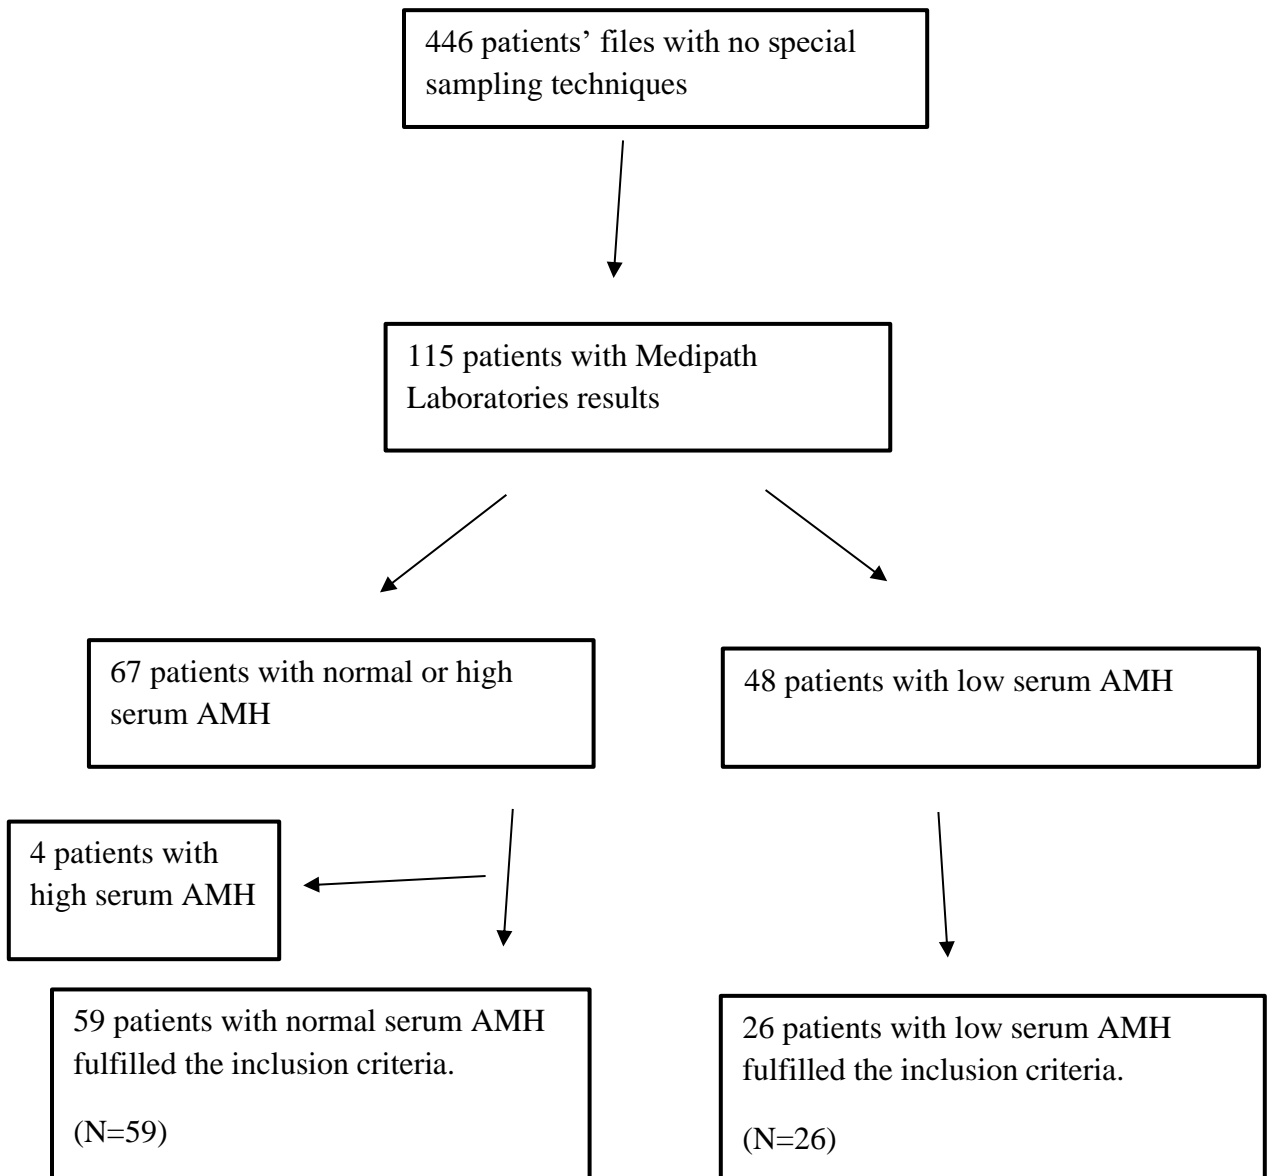 446 patients’ files with no special
sampling techniques
115 patients with Medipath
Laboratories results
67 patients with normal or high
serum AMH
48 patients with low serum AMH
4 patients with
high serum AMH
59 patients with normal serum AMH
fulfilled the inclusion criteria.
(N=59)
26 patients with low serum AMH
fulfilled the inclusion criteria.
(N=26)